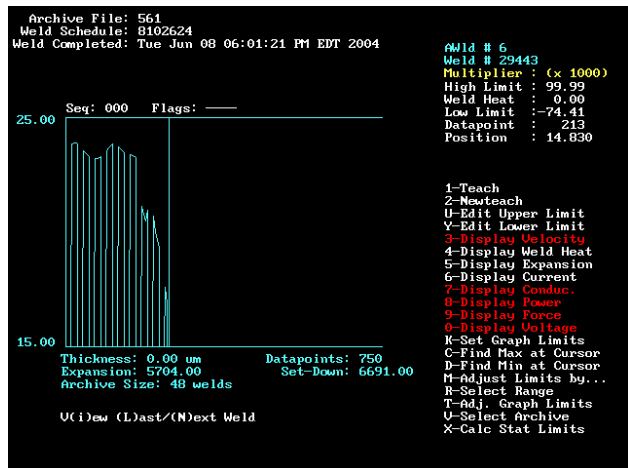 Archive File: 561
Weld Schedule: 8102624
Weld Completed: Tue Jun 08 06:01:21 PM EDT 2004
AWld # 6
Weld # 29443
Multiplier : (x 1000)
High Limit : 99.99
Weld Heat : 0.00
Low Limit :-74.41
Datapoint : 213
Position : 14.830
Seq: 000 Flags: ----
25.00
15.00
Thickness: 0.00 um Datapoints: 750
Expansion: 5704.00 Set-Down: 6691.00
Archive Size: 48 welds
V(i)ew (L)ast/(N)ext Weld
1-Teach
2-Newteach
U-Edit Upper Limit
Y-Edit Lower Limit
3-Display Velocity
4-Display Weld Heat
5-Display Expansion
6-Display Current
7-Display Conduc.
8-Display Power
9-Display Force
0-Display Voltage
K-Set Graph Limits
C-Find Max at Cursor
D-Find Min at Cursor
M-Adjust Limits by...
R-Select Range
T-Adj. Graph Limits
V-Select Archive
X-Calc Stat Limits